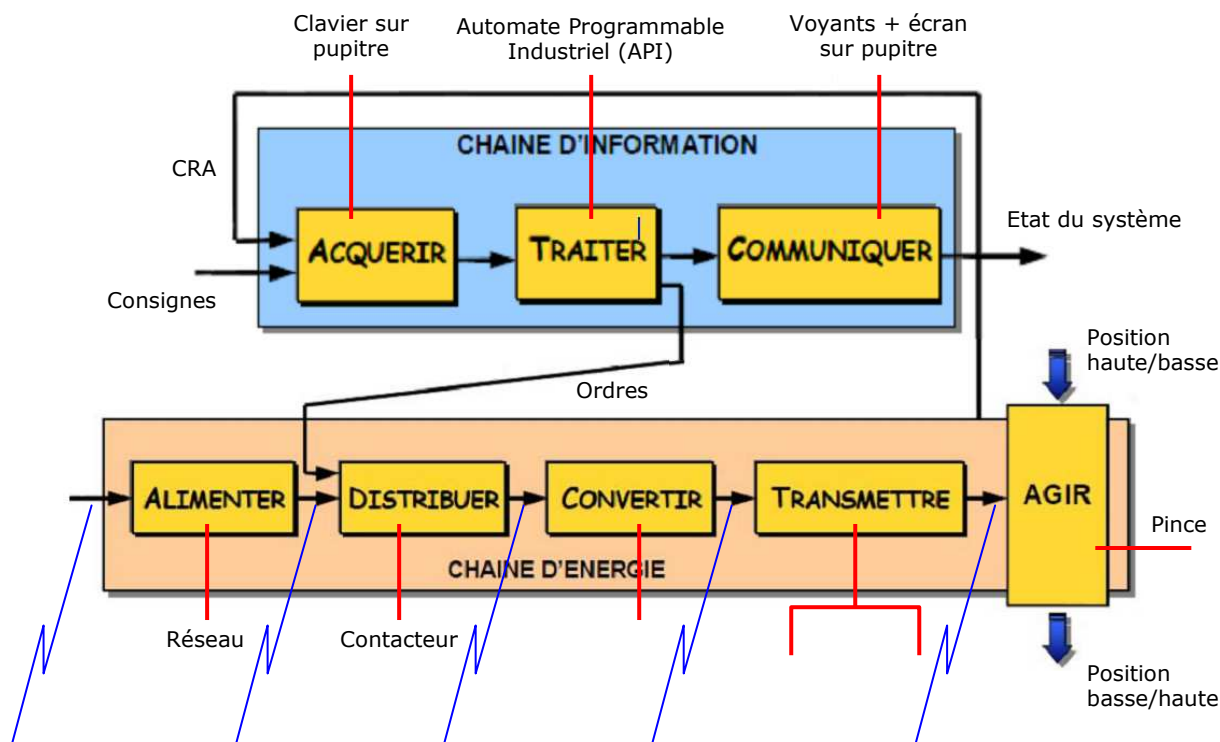 Clavier sur
pupitre
Automate Programmable
Industriel (API)
Voyants + écran
sur pupitre
CHAINE D'INFORMATION
CRA
ACQUERIR
TRAITER
COMMUNIQUER
Etat du système
Consignes
Position
haute/basse
Ordres
ALIMENTER
DISTRIBUER
CONVERTIR
TRANSMETTRE
AGIR
Pince
CHAINE D'ENERGIE
Réseau
Contacteur
Position
basse/haute